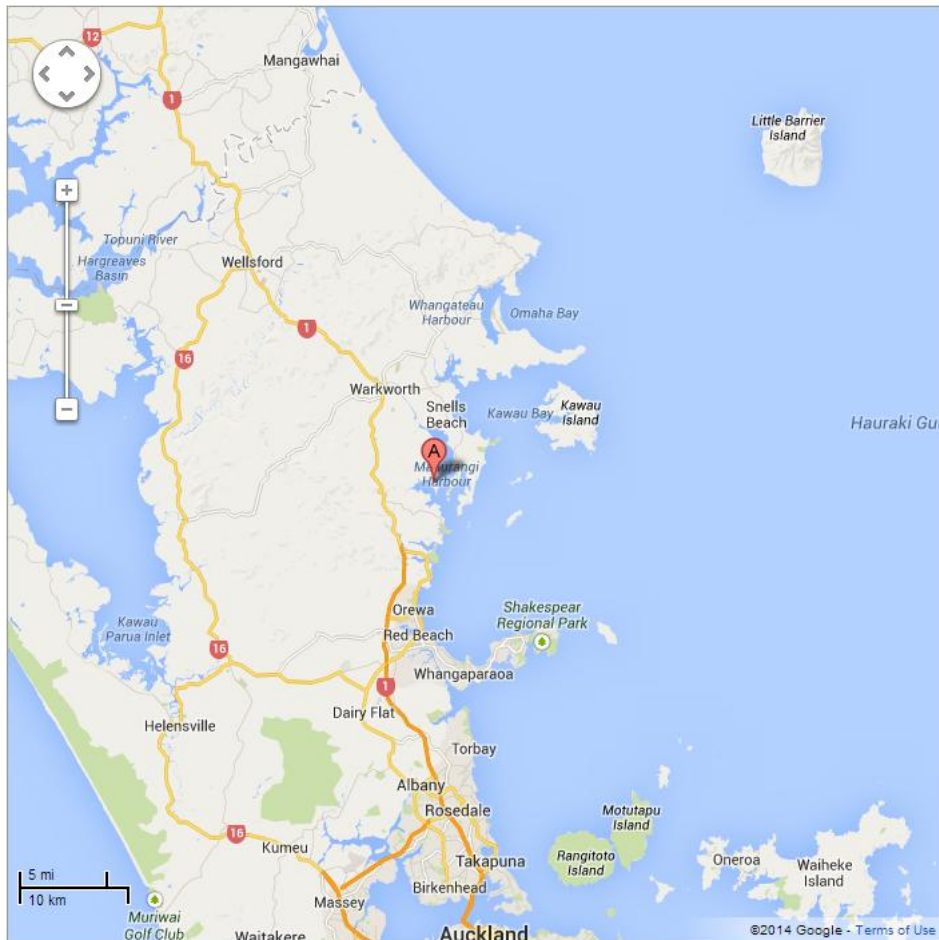 12
Mangawhai
1
Little Barrier
Island
Topuni River
Hargreaves
Basin
Wellsford
Whangateau
Harbour
Omaha Bay
1
16
Warkworth
Snells
Beach
Kawau Bay
Kawau
Island
Hauraki Gu
A
Harbour
Shakespear
Regional Park
Orewa
Kawau
Parua Inlet
Red Beach
16
Whangaparaoa
1
Helensville
Dairy Flat
Torbay
Albany
Rosedale
Motutapu
Island
16
Kumeu
Takapuna
Rangitoto
Island
Oneroa
Waiheke
Island
5 mi
10 km
Massey
Birkenhead
Muriwai
Golf Club
Waitakere
Auckland
©2014 Google - Terms of Use